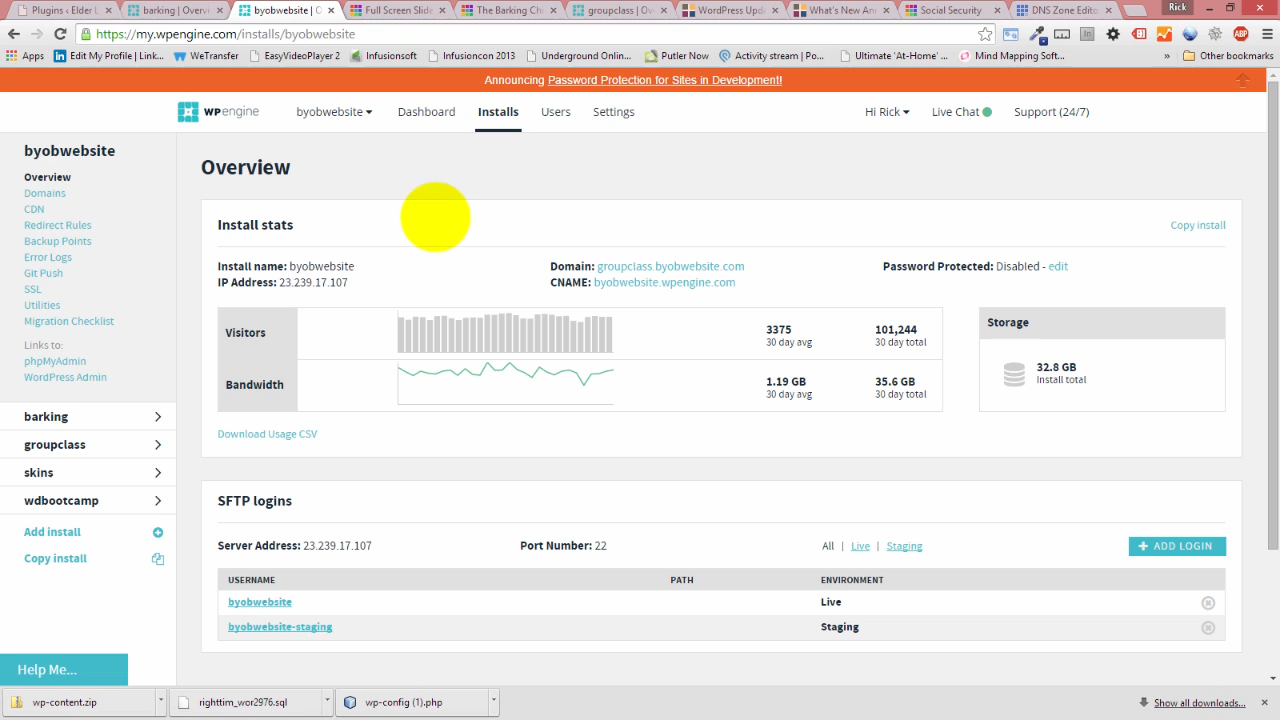 Plugins ‹ Elder L
barking | Overv
byobwebsite | O
Full Screen Slide
The Barking Chi
groupclass | Ov
WordPress Upda
What's New Ann
Social Security
DNS Zone Edito
Rick
https://my.wpengine.com/installs/byobwebsite
Apps
Edit My Profile | Link...
WeTransfer
EasyVideoPlayer 2
Infusionsoft
Infusioncon 2013
Underground Onlin...
Putler Now
Activity stream | Po...
Ultimate 'At-Home' ...
Mind Mapping Soft...
»
Other bookmarks
Announcing Password Protection for Sites in Development!
WPengine
byobwebsite
Dashboard
Installs
Users
Settings
Hi Rick
Live Chat
Support (24/7)
byobwebsite
Overview
Domains
CDN
Redirect Rules
Backup Points
Error Logs
Git Push
SSL
Utilities
Migration Checklist
Links to:
phpMyAdmin
WordPress Admin
barking
groupclass
skins
wdbootcamp
Add install
Copy install
Help Me...
Overview
Install stats
Copy install
Install name: byobwebsite
IP Address: 23.239.17.107
Domain: groupclass.byobwebsite.com
CNAME: byobwebsite.wpengine.com
Password Protected: Disabled - edit
Visitors
3375
30 day avg
101,244
30 day total
Bandwidth
1.19 GB
30 day avg
35.6 GB
30 day total
Storage
32.8 GB
Install total
Download Usage CSV
SFTP logins
Server Address: 23.239.17.107
Port Number: 22
All | Live | Staging
+ ADD LOGIN
USERNAME PATH ENVIRONMENT
byobwebsite Live
byobwebsite-staging Staging
wp-content.zip
righttim_wor2976.sql
wp-config (1).php
Show all downloads...